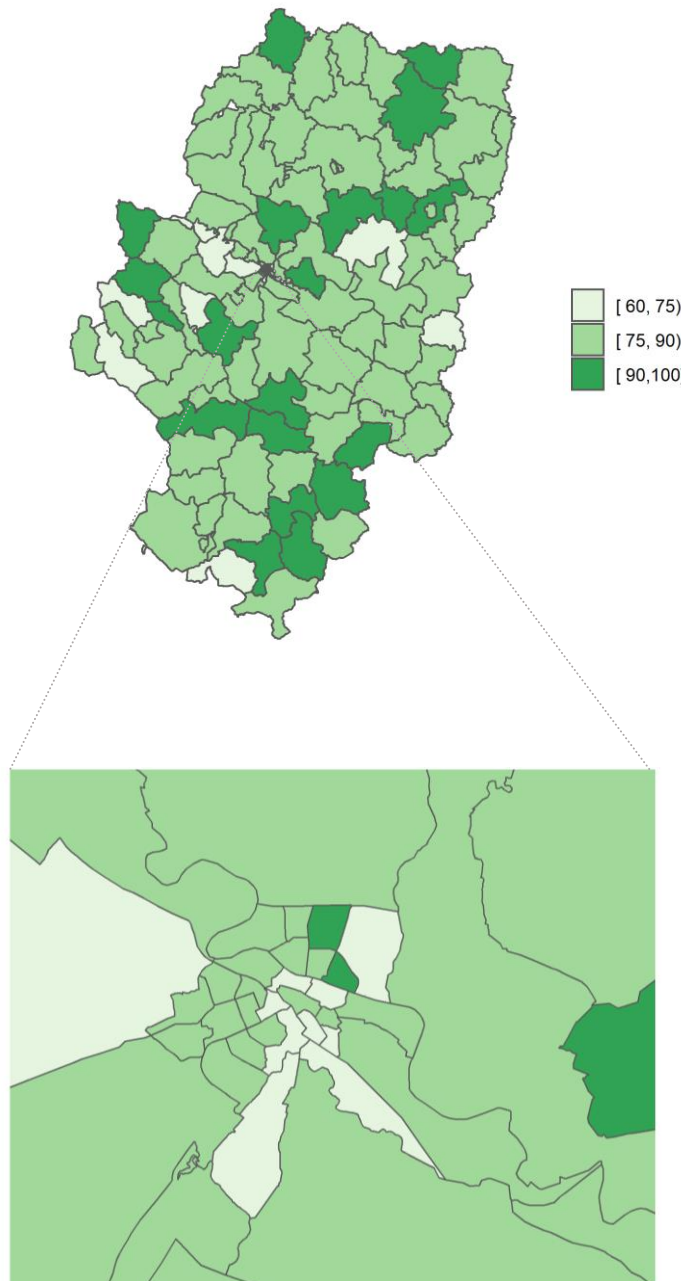 [ 60, 75)
[ 75, 90)
[ 90,100)